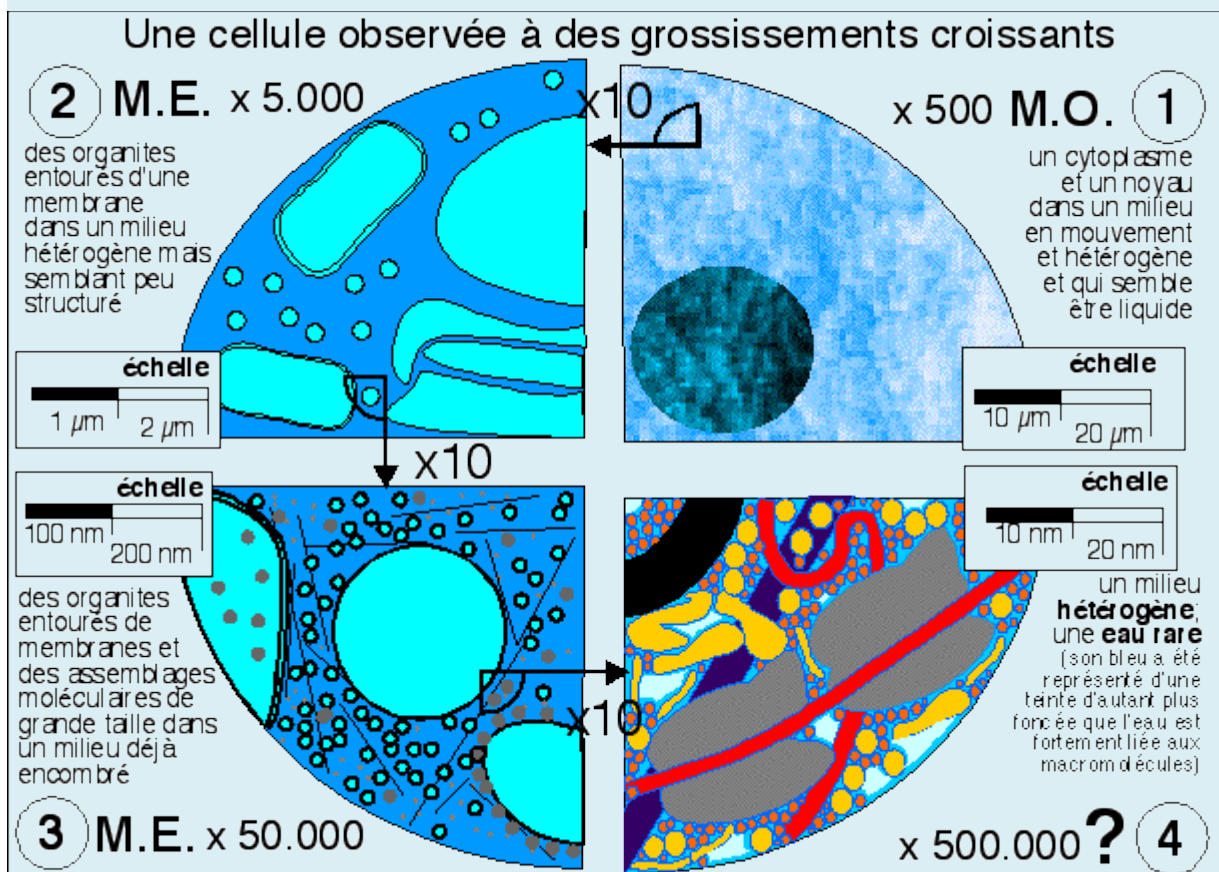 Une cellule observée à des grossissements croissants
x 500 M.O. 1
un cytoplasme
et un noyau
dans un milieu
en mouvement
et hétérogène
et qui semble
être liquide
échelle
10 µm
20 µm
x10
2 M.E. x 5.000
des organites
entourés d'une
membrane
dans un milieu
hétérogène mais
semblant peu
structuré
échelle
1 µm
2 µm
x10
échelle
100 nm
200 nm
des organites
entourés de
membranes et
des assemblages
moléculaires de
grande taille dans
un milieu déjà
encombré
3 M.E. x 50.000
x10
échelle
10 nm
20 nm
un milieu
hétérogène;
une eau rare
(son bleu a été
représenté d'une
teinte d'autant plus
foncée que l'eau est
fortement liée aux
macromolécules)
x 500.000 ? 4